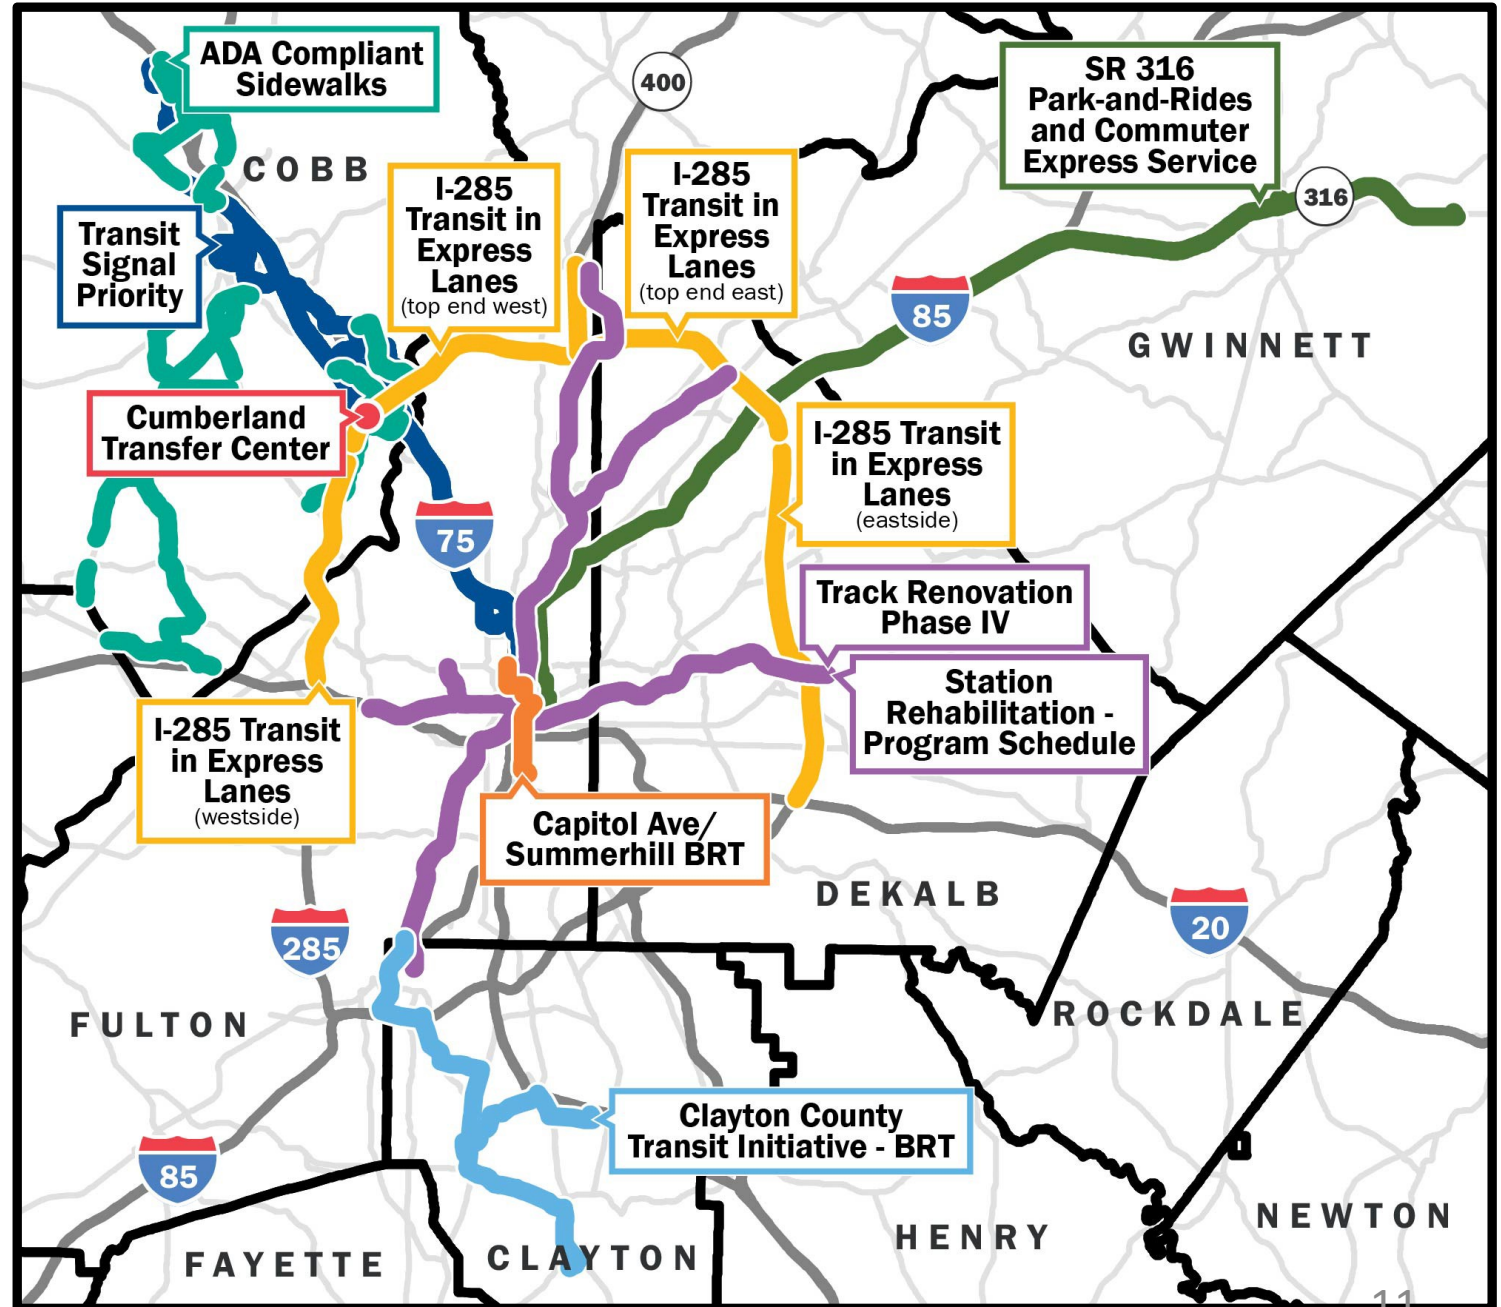 ADA Compliant
Sidewalks
400
SR 316
Park-and-Rides
and Commuter
Express Service
COBB
I-285
Transit in
Express
Lanes
(top end west)
I-285
Transit in
Express
Lanes
(top end east)
316
Transit
Signal
Priority
85
GWINNETT
Cumberland
Transfer Center
I-285 Transit
in Express
Lanes
(eastside)
75
Track Renovation
Phase IV
Station
Rehabilitation -
Program Schedule
I-285 Transit
in Express
Lanes
(westside)
Capitol Ave/
Summerhill BRT
DEKALB
20
285
FULTON
ROCKDALE
Clayton County
Transit Initiative - BRT
85
NEWTON
HENRY
FAYETTE
CLAYTON
11